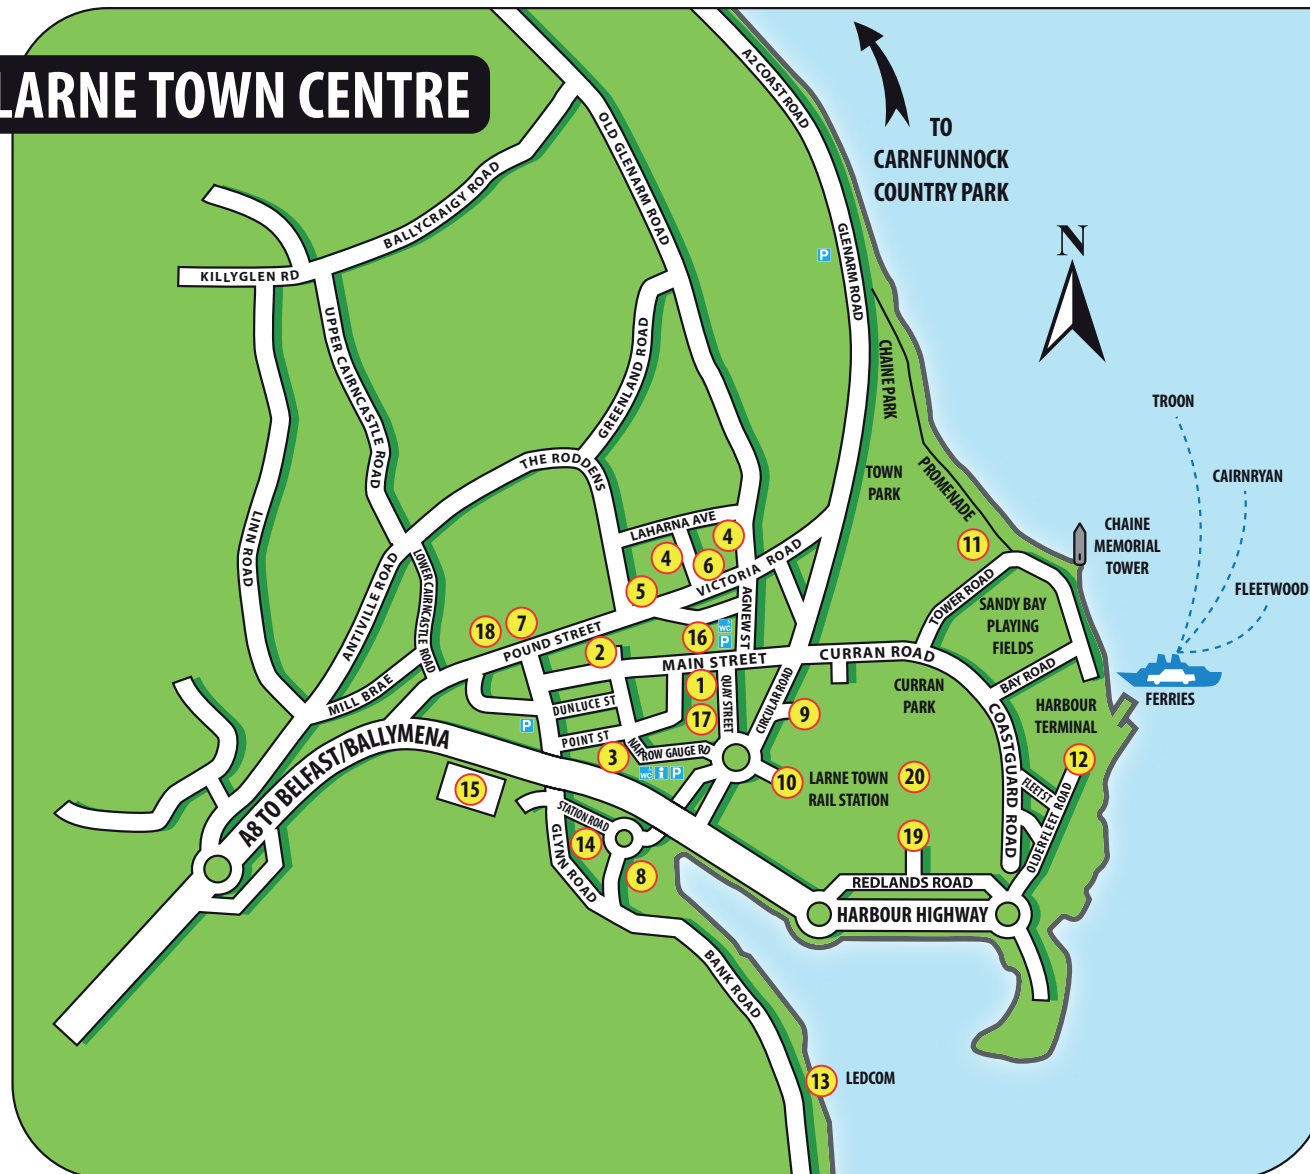 LARNE TOWN CENTRE
A2 COAST ROAD
TO
CARNFUNNOCK
COUNTRY PARK
OLD GLENARM ROAD
BALLYCRAIGY ROAD
KILLYGLEN RD
N
P
GLENARM ROAD
UPPER CAIRNCASTLE ROAD
GREENLAND ROAD
CHAINE PARK
TROON
THE RODDENS
TOWN
PARK
PROMENADE
CAIRNRYAN
LINN ROAD
LAHARNA AVE
4
4
6
5
VICTORIA ROAD
11
CHAINE
MEMORIAL
TOWER
FLEETWOOD
ANTIVILLE ROAD
LOWER CAIRNCASTLE ROAD
AGNEW ST
TOWER ROAD
SANDY BAY
PLAYING
FIELDS
18
7
POUND STREET
2
16
WC
P
MAIN STREET
CURRAN ROAD
BAY ROAD
MILL BRAE
1
QUAY STREET
CIRCULAR ROAD
CURRAN
PARK
FERRIES
DUNLUCE ST
17
9
HARBOUR
TERMINAL
P
POINT ST
NARROW GAUGE RD
COASTGUARD ROAD
A8 TO BELFAST/BALLYMENA
3
WC
i
P
10
LARNE TOWN
RAIL STATION
20
12
15
FLEET ST
OLDERFLEET ROAD
STATION ROAD
14
GLYNN ROAD
8
19
REDLANDS ROAD
HARBOUR HIGHWAY
BANK ROAD
13
LEDCOM